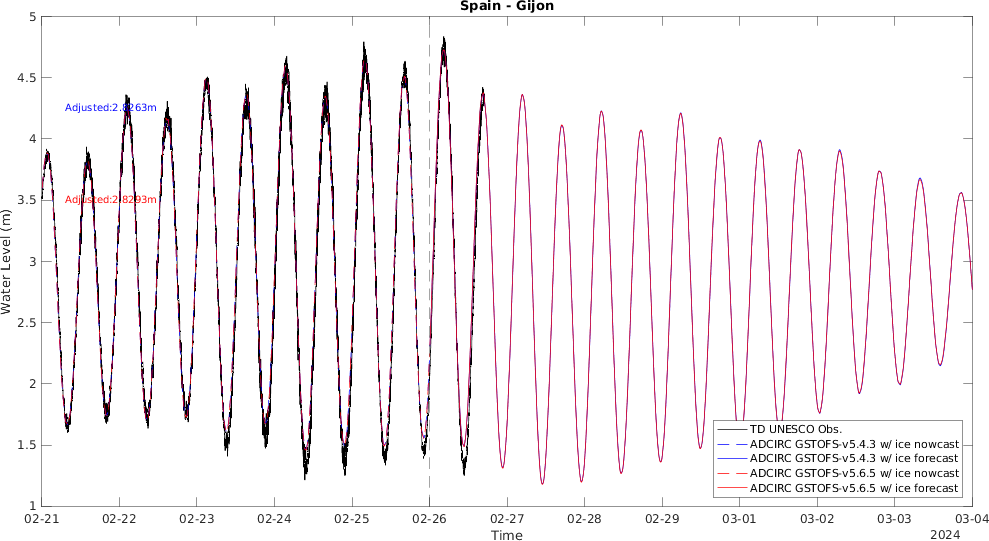 Spain - Gijon
Water Level (m)
5
4.5
4
3.5
3
2.5
2
1.5
1
Adjusted:2.8263m
Adjusted:2.8293m
TD UNESCO Obs.
ADCIRC GSTOFS-v5.4.3 w/ ice nowcast
ADCIRC GSTOFS-v5.4.3 w/ ice forecast
ADCIRC GSTOFS-v5.6.5 w/ ice nowcast
ADCIRC GSTOFS-v5.6.5 w/ ice forecast
02-21 02-22 02-23 02-24 02-25 02-26 02-27 02-28 02-29 03-01 03-02 03-03 03-04
Time
2024